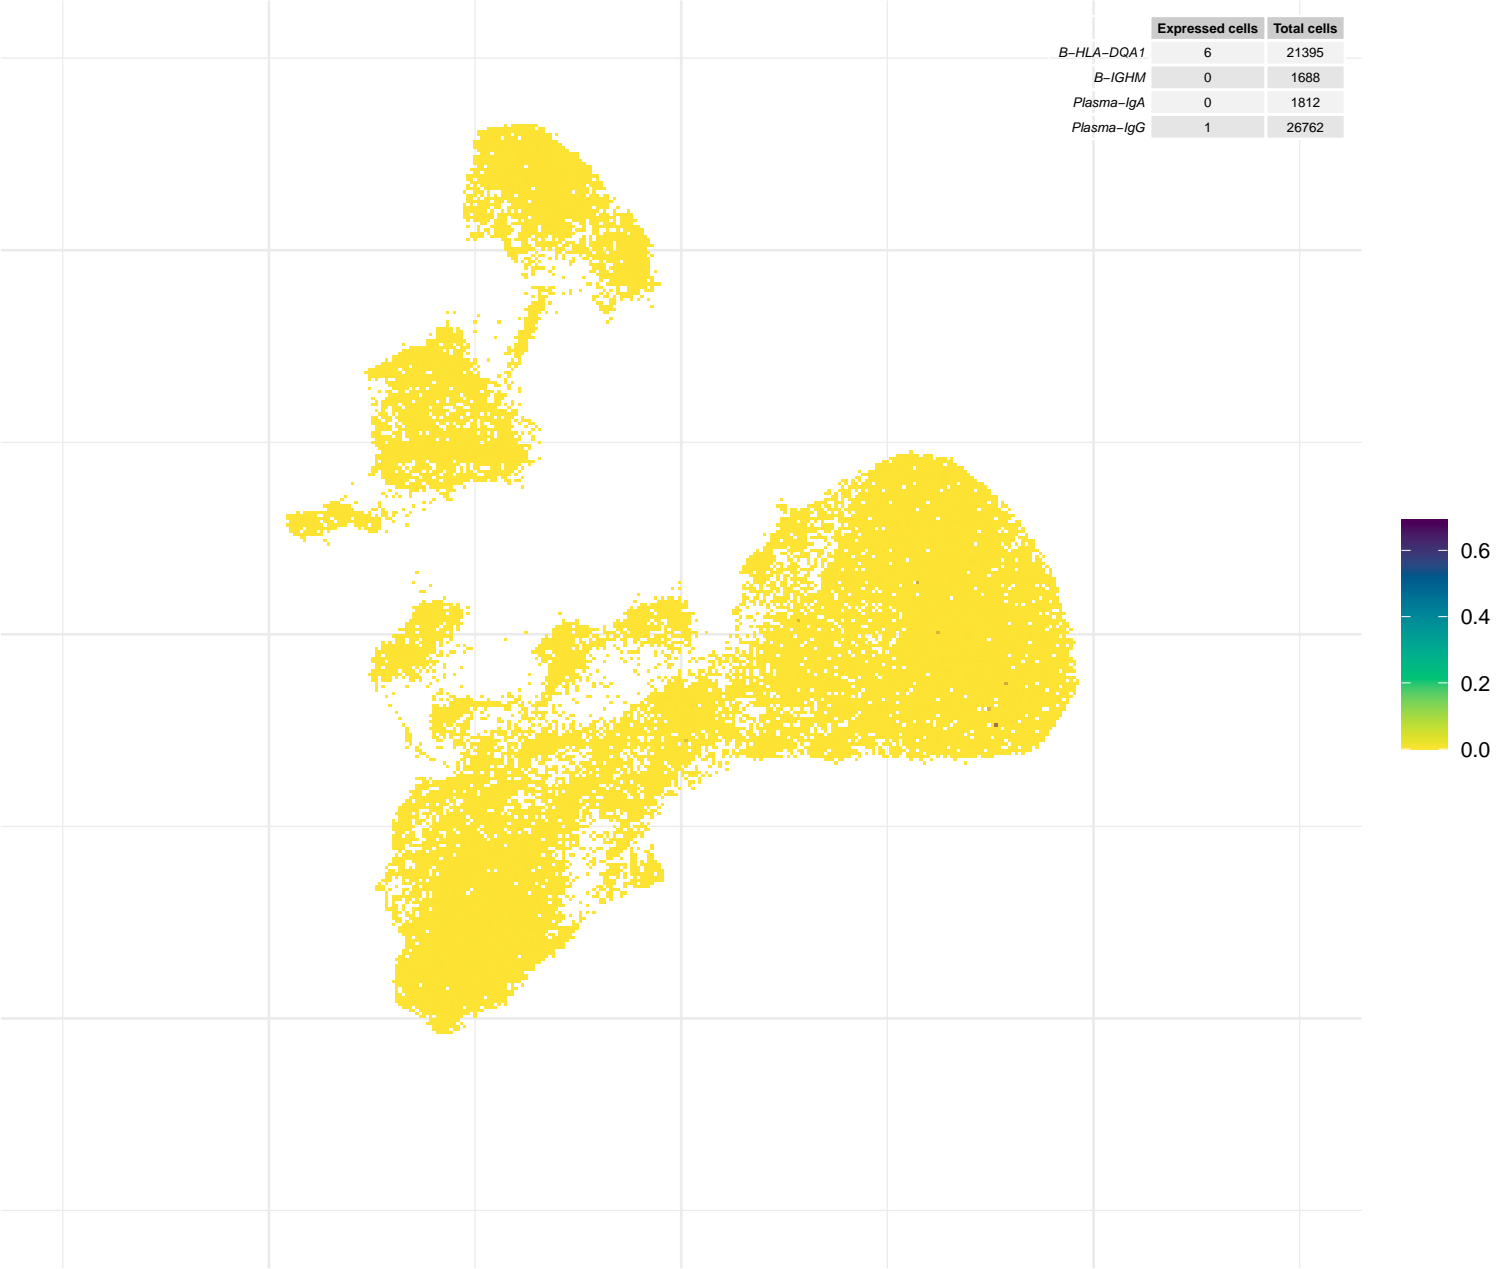 Expressed cells Total cells
B−HLA−DQA1 6 21395
B−IGHM 0 1688
Plasma−IgA 0 1812
Plasma−IgG 1 26762
0.6
0.4
0.2
0.0